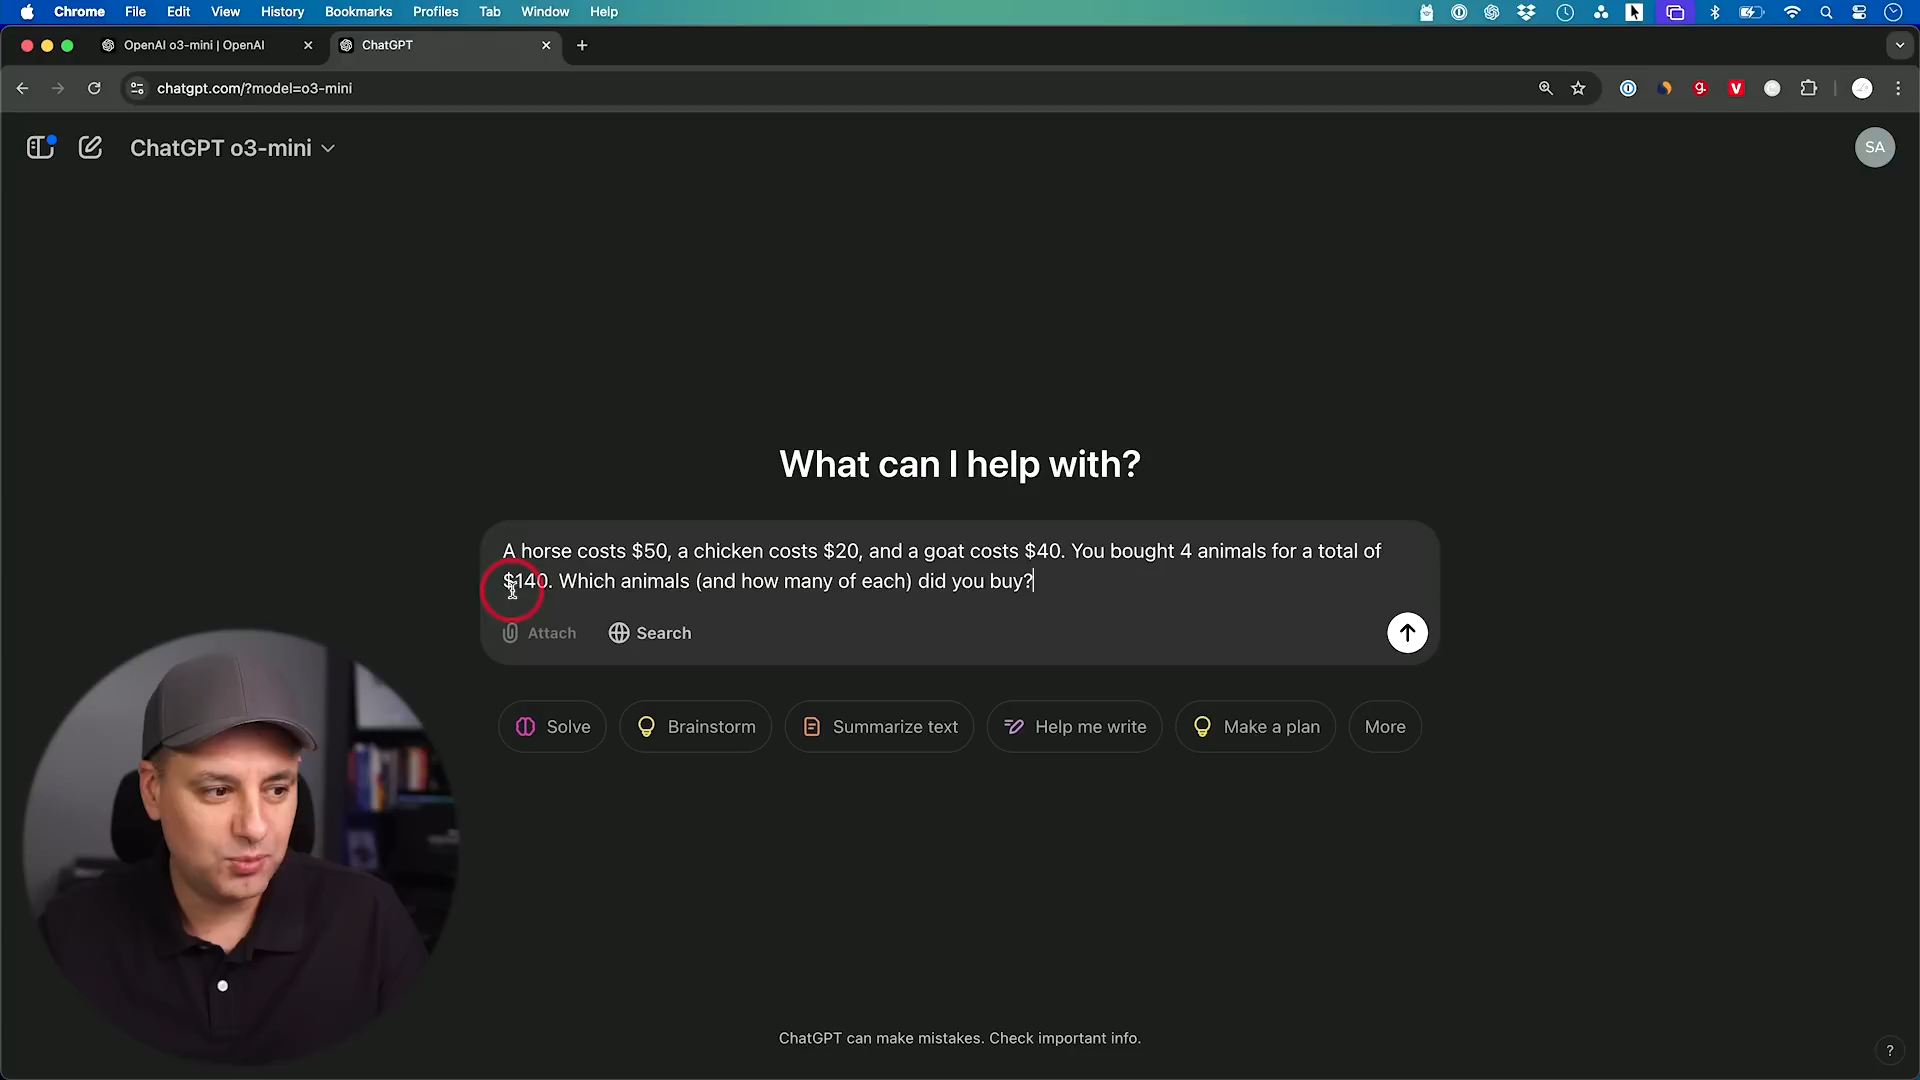 Chrome File Edit View History Bookmarks Profiles Tab Window Help
OpenAI o3-mini | OpenAI
ChatGPT
chatgpt.com/?model=o3-mini
ChatGPT o3-mini
SA
What can I help with?
A horse costs $50, a chicken costs $20, and a goat costs $40. You bought 4 animals for a total of
$140. Which animals (and how many of each) did you buy?
Attach
Search
Solve
Brainstorm
Summarize text
Help me write
Make a plan
More
ChatGPT can make mistakes. Check important info.
?